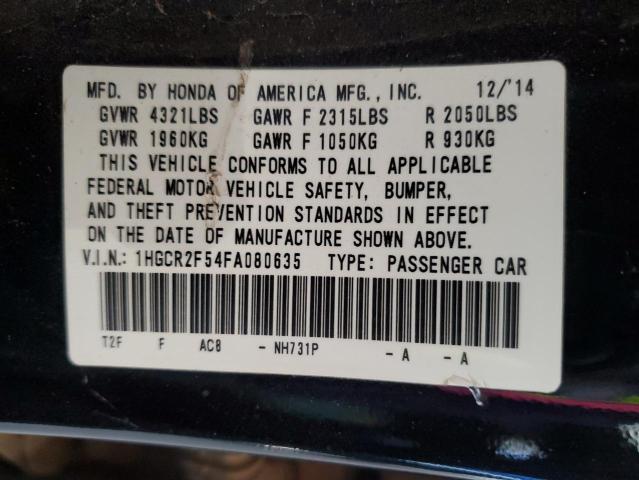 MFD. BY HONDA OF AMERICA MFG., INC. 12/'14
GVWR 4321LBS GAWR F 2315LBS R 2050LBS
GVWR 1960KG GAWR F 1050KG R 930KG
THIS VEHICLE CONFORMS TO ALL APPLICABLE
FEDERAL MOTOR VEHICLE SAFETY, BUMPER,
AND THEFT PREVENTION STANDARDS IN EFFECT
ON THE DATE OF MANUFACTURE SHOWN ABOVE.
V.I.N.: 1HGCR2F54FA080635 TYPE: PASSENGER CAR
T2F F AC8 - NH731P - A - A